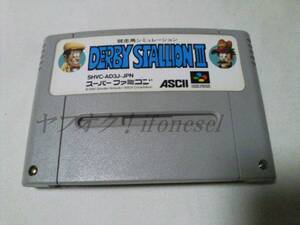 競走馬シミュレーション
DERBY STALLION III
SHVC-AD3J-JPN
スーパーファミコン
ASCII
ヤフオク!itonesel